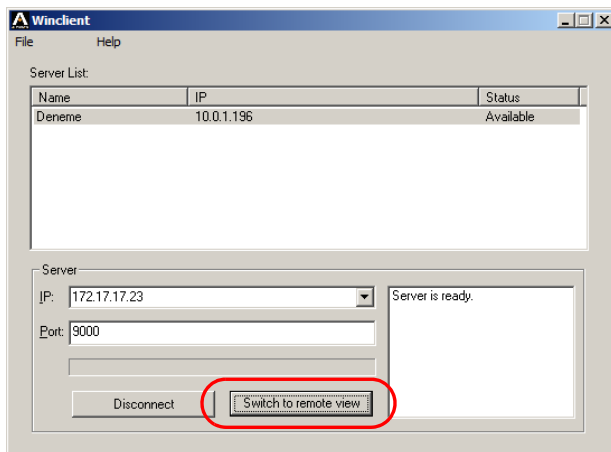 Winclient
File Help
Server List:
Name IP Status
Deneme 10.0.1.196 Available
Server
IP: 172.17.17.23
Server is ready.
Port: 9000
Disconnect Switch to remote view